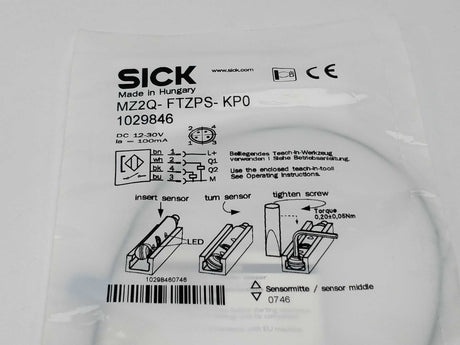 SICK
www.sick.com
CE
Made in Hungary
MZ2Q-FTZPS-KP0
1029846
DC 12-30V
Ia = 100mA
bn 1 L+
wh 2 Q1
bk 4 Q2
bu 3 M
Beiliegendes Teach-in-Werkzeug
verwenden! Siehe Betriebsanleitung.
Use the enclosed teach-in-tool!
See Operating Instructions.
insert sensor
turn sensor
tighten screw
Torque
0,20±0,05Nm
LED
10298460746
Sensormitte / sensor middle
0746